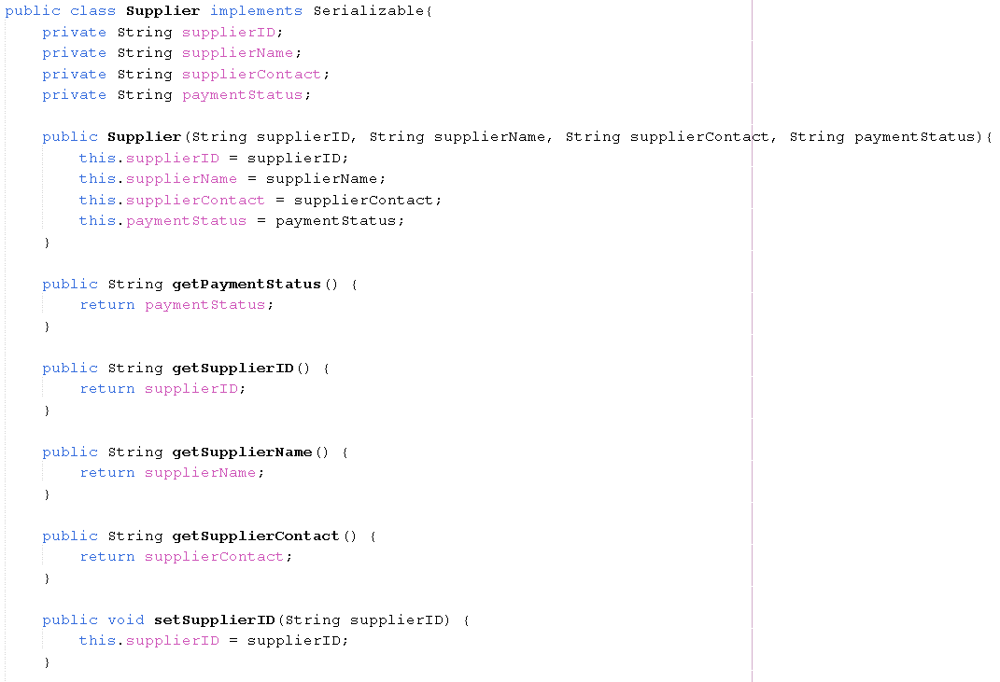 public class Supplier implements Serializable{
    private String supplierID;
    private String supplierName;
    private String supplierContact;
    private String paymentStatus;

    public Supplier(String supplierID, String supplierName, String supplierContact, String paymentStatus){
        this.supplierID = supplierID;
        this.supplierName = supplierName;
        this.supplierContact = supplierContact;
        this.paymentStatus = paymentStatus;
    }

    public String getPaymentStatus() {
        return paymentStatus;
    }

    public String getSupplierID() {
        return supplierID;
    }

    public String getSupplierName() {
        return supplierName;
    }

    public String getSupplierContact() {
        return supplierContact;
    }

    public void setSupplierID(String supplierID) {
        this.supplierID = supplierID;
    }